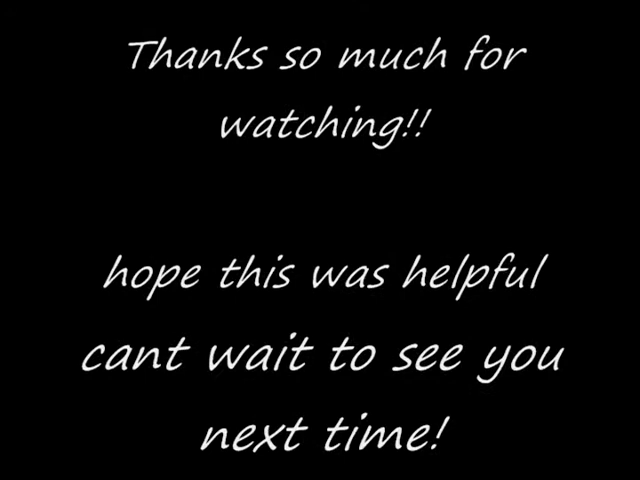 Thanks so much for
watching!!
hope this was helpful
cant wait to see you
next time!